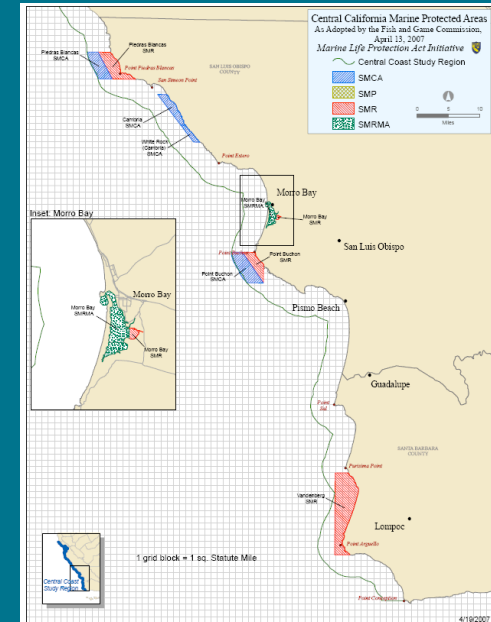 Central California Marine Protected Areas
As Adopted by the Fish and Game Commission,
April 13, 2007
Marine Life Protection Act Initiative
Central Coast Study Region
SMCA
SMP
SMR
SMRMA
0 5 10
Miles
Piedras Blancas
SMCA
Piedras Blancas
SMR
Point Piedras Blancas
San Simeon Point
SAN LUIS OBISPO
COUNTY
Cambria
SMCA
White Rock
(Cambria)
SMCA
Point Estero
Morro Bay
Morro Bay
SMRMA
Morro Bay
SMR
San Luis Obispo
Point Buchon
Point Buchon
SMR
Point Buchon
SMCA
Pismo Beach
Inset: Morro Bay
Morro Bay
Morro Bay
SMRMA
Morro Bay
SMR
Guadalupe
Point
Sal
SANTA BARBARA
COUNTY
Purisima Point
Vandenberg
SMR
Lompoc
Point Arguello
Point Conception
1 grid block = 1 sq. Statute Mile
Central Coast
Study Region
4/19/2007